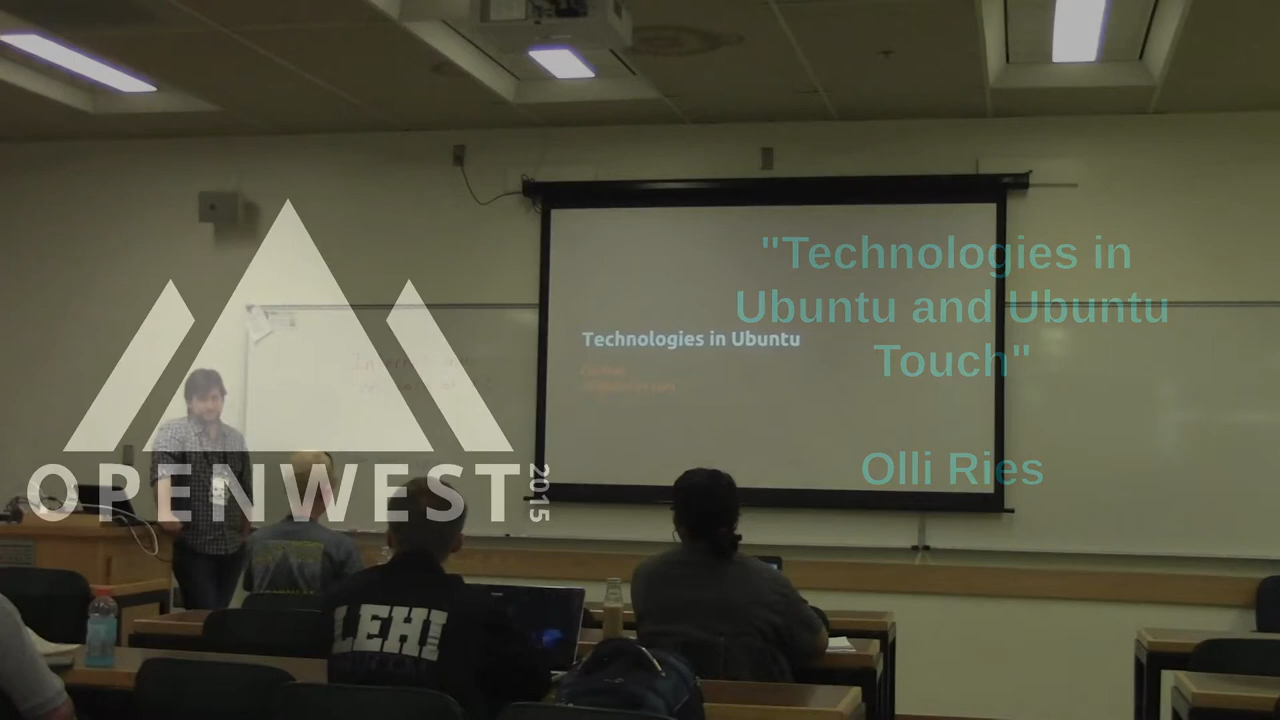 "Technologies in
Ubuntu and Ubuntu
Touch"
Olli Ries
Technologies in Ubuntu
OPENWEST
2015
LEHI